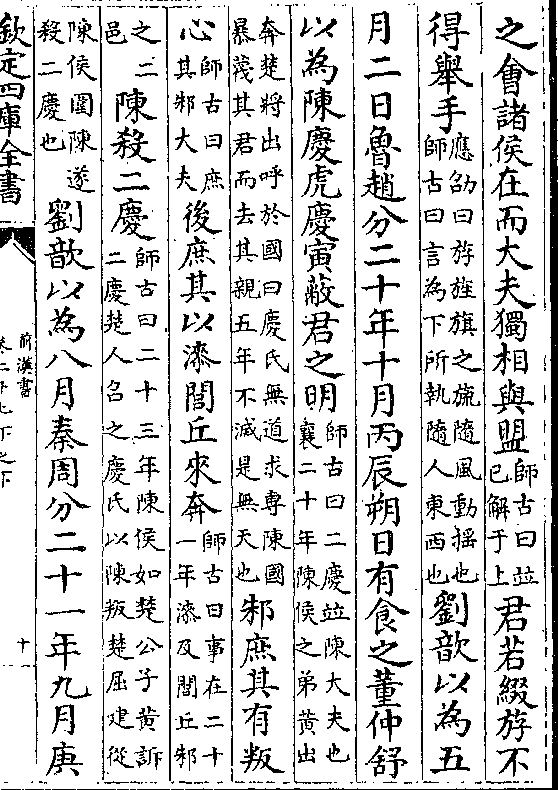 之會諸侯在而大夫獨相與盟師古曰並已解于上君若綴斿不
得舉手應劭曰斿旌旗之旒隨風動搖也師古曰言為下所執隨人東西也劉歆以為五
月二日魯趙分二十年十月丙辰朔日有食之董仲舒
以為陳慶虎慶寅蔽君之明師古曰二慶竝陳大夫也襄二十年陳侯之弟黃出
奔楚將出呼於國曰慶氏無道求專陳國暴蔑其君而去其親五年不滅是無天也邾庶其有叛
心師古曰庶其邾大夫後庶其以漆閭丘來奔師古曰事在二十一年漆及閭丘邾
之二邑陳殺二慶師古曰二十三年陳侯如楚公子黃訴二慶楚人召之慶氏以陳叛楚屈建從
陳侯圍陳遂殺二慶也劉歆以為八月秦周分二十一年九月庚
欽定四庫全書
前漢書
卷二十七下之下
十